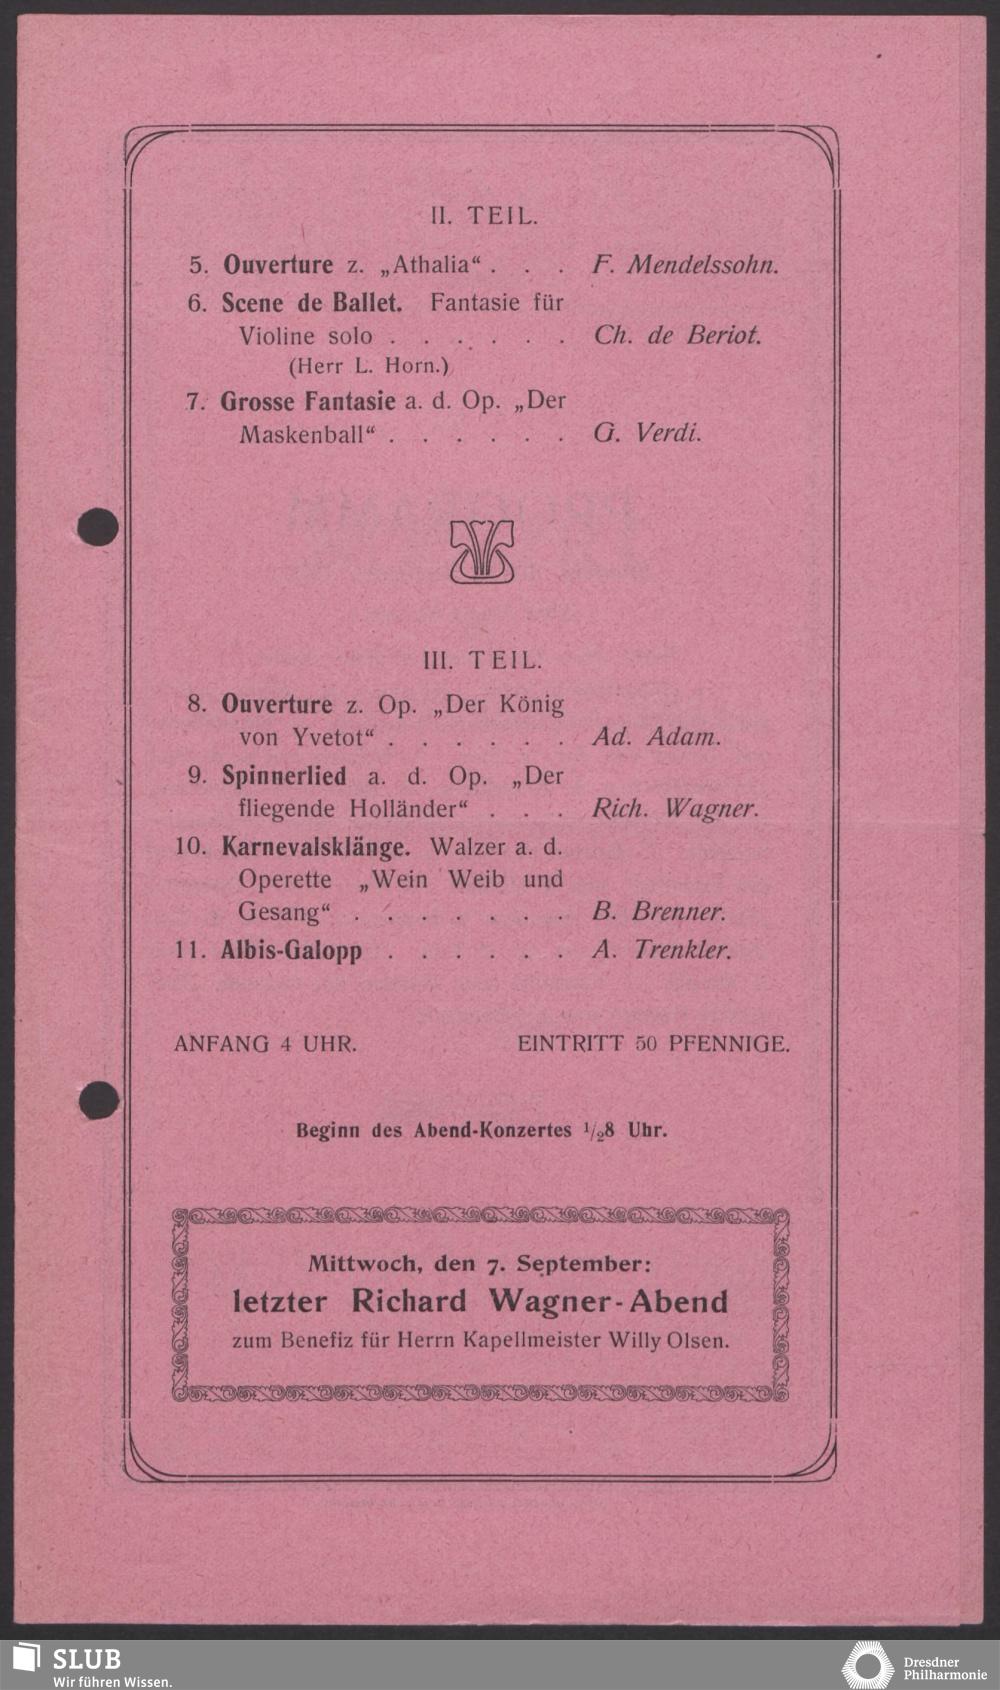 II. TEIL.
5. Ouverture z. „Athalia“ . . . F. Mendelssohn.
6. Scene de Ballet. Fantasie für
Violine solo . . . . . . Ch. de Beriot.
(Herr L. Horn.)
7. Grosse Fantasie a. d. Op. „Der
Maskenball“ . . . . . . G. Verdi.
III. TEIL.
8. Ouverture z. Op. „Der König
von Yvetot“ . . . . . . Ad. Adam.
9. Spinnerlied a. d. Op. „Der
fliegende Holländer“ . . . Rich. Wagner.
10. Karnevalsklänge. Walzer a. d.
Operette „Wein Weib und
Gesang“ . . . . . . . B. Brenner.
11. Albis-Galopp . . . . . . A. Trenkler.
ANFANG 4 UHR. EINTRITT 50 PFENNIGE.
Beginn des Abend-Konzertes 1/28 Uhr.
Mittwoch, den 7. September:
letzter Richard Wagner-Abend
zum Benefiz für Herrn Kapellmeister Willy Olsen.
SLUB
Wir führen Wissen.
Dresdner
Philharmonie